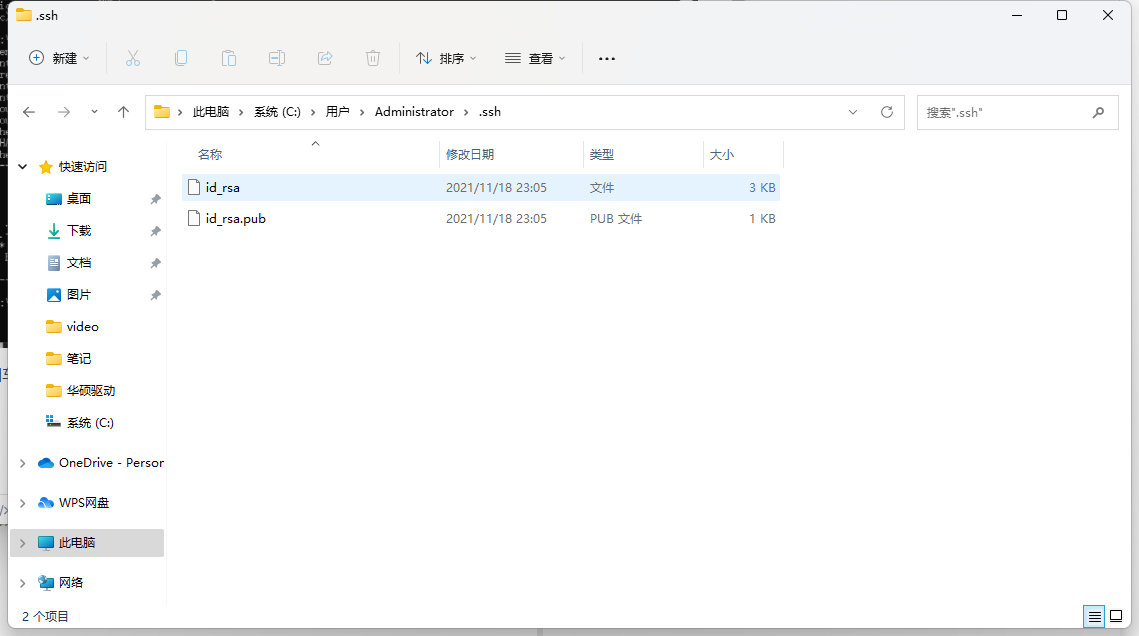 .ssh
新建
排序
查看
此电脑 系统 (C:) 用户 Administrator .ssh
搜索".ssh"
名称 修改日期 类型 大小
id_rsa 2021/11/18 23:05 文件 3 KB
id_rsa.pub 2021/11/18 23:05 PUB 文件 1 KB
快速访问
桌面
下载
文档
图片
video
笔记
华硕驱动
系统 (C:)
OneDrive - Person
WPS网盘
此电脑
网络
2 个项目